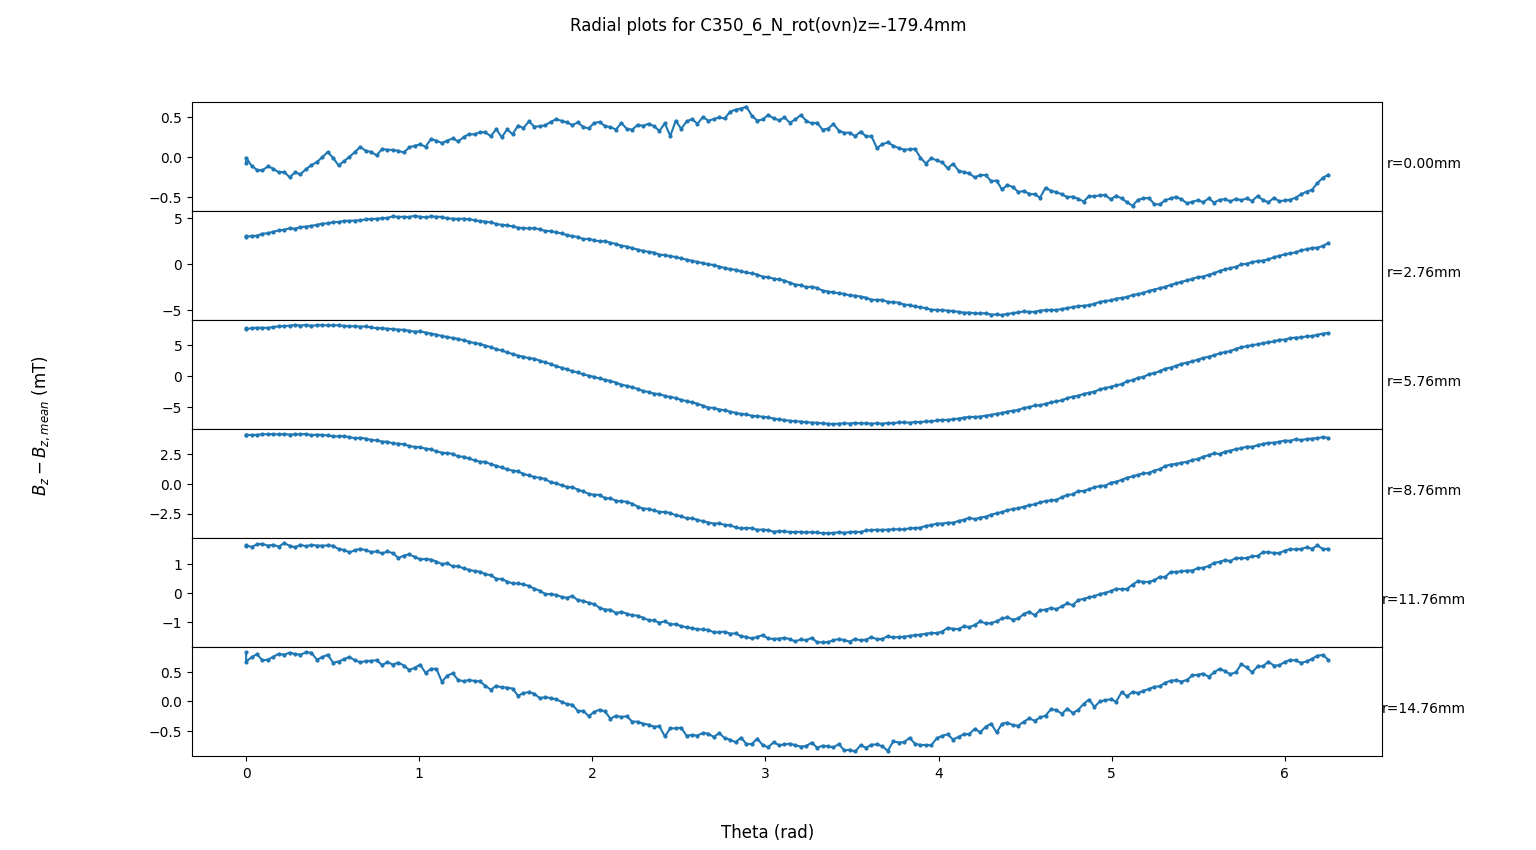 Radial plots for C350_6_N_rot(ovn)z=-179.4mm
0.5
0.0
−0.5
r=0.00mm
5
0
−5
r=2.76mm
5
0
−5
r=5.76mm
2.5
0.0
−2.5
r=8.76mm
1
0
−1
r=11.76mm
0.5
0.0
−0.5
r=14.76mm
0 1 2 3 4 5 6
Theta (rad)
B_z − B_{z, mean} (mT)